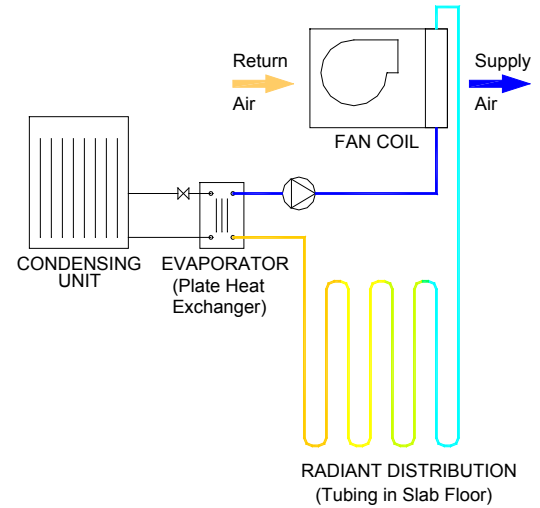 Return
Air
Supply
Air
FAN COIL
CONDENSING
UNIT
EVAPORATOR
(Plate Heat
Exchanger)
RADIANT DISTRIBUTION
(Tubing in Slab Floor)